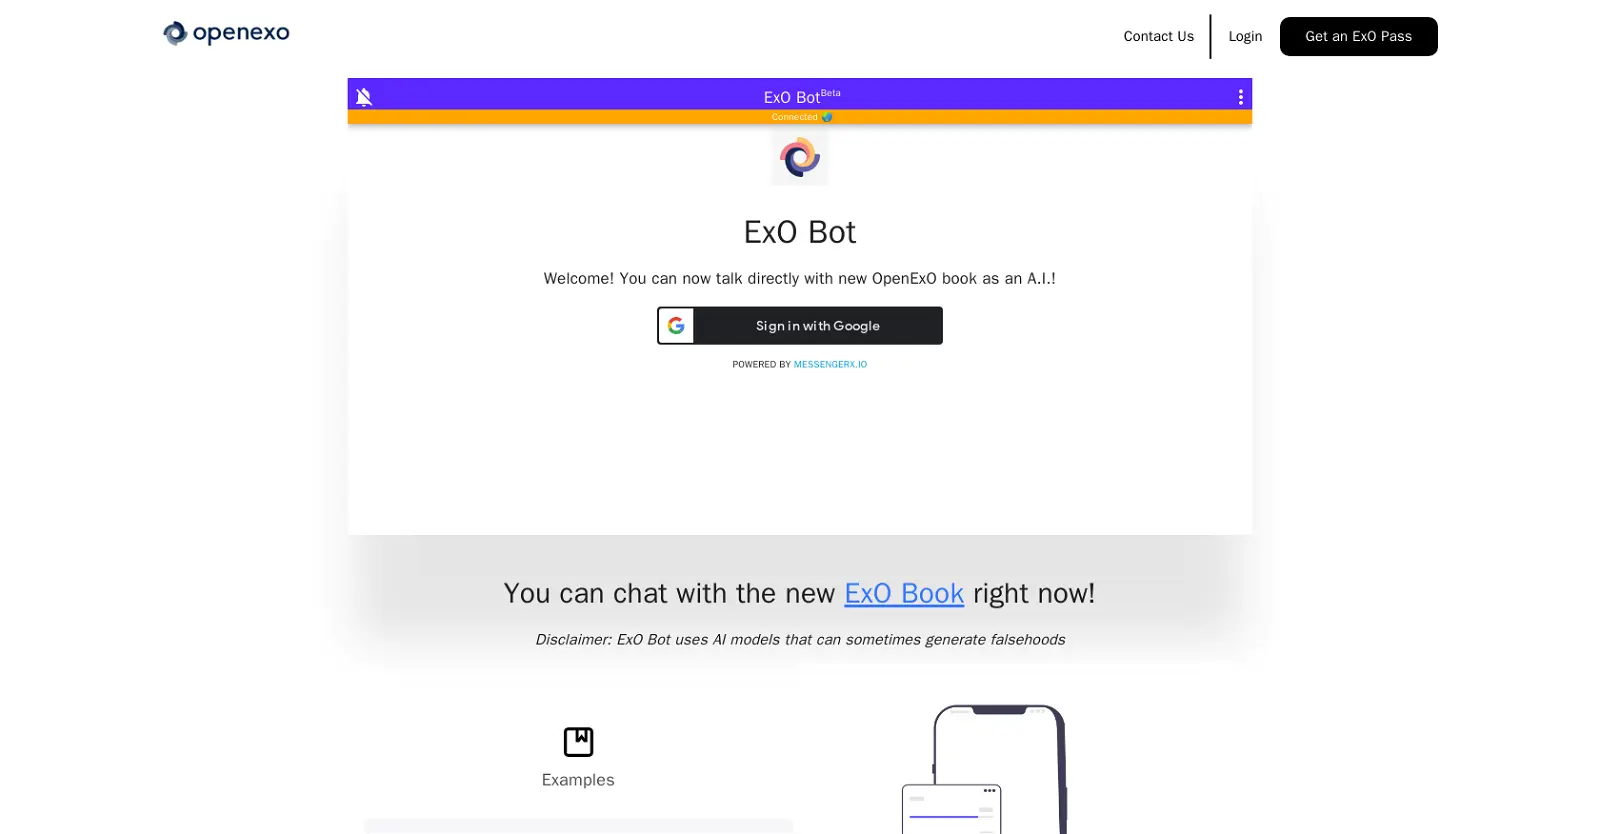 openexo
Contact Us
Login
Get an ExO Pass
ExO Bot Beta
Connected
ExO Bot
Welcome! You can now talk directly with new OpenExO book as an A.I.!
Sign in with Google
POWERED BY MESSENGERX.IO
You can chat with the new ExO Book right now!
Disclaimer: ExO Bot uses AI models that can sometimes generate falsehoods
Examples